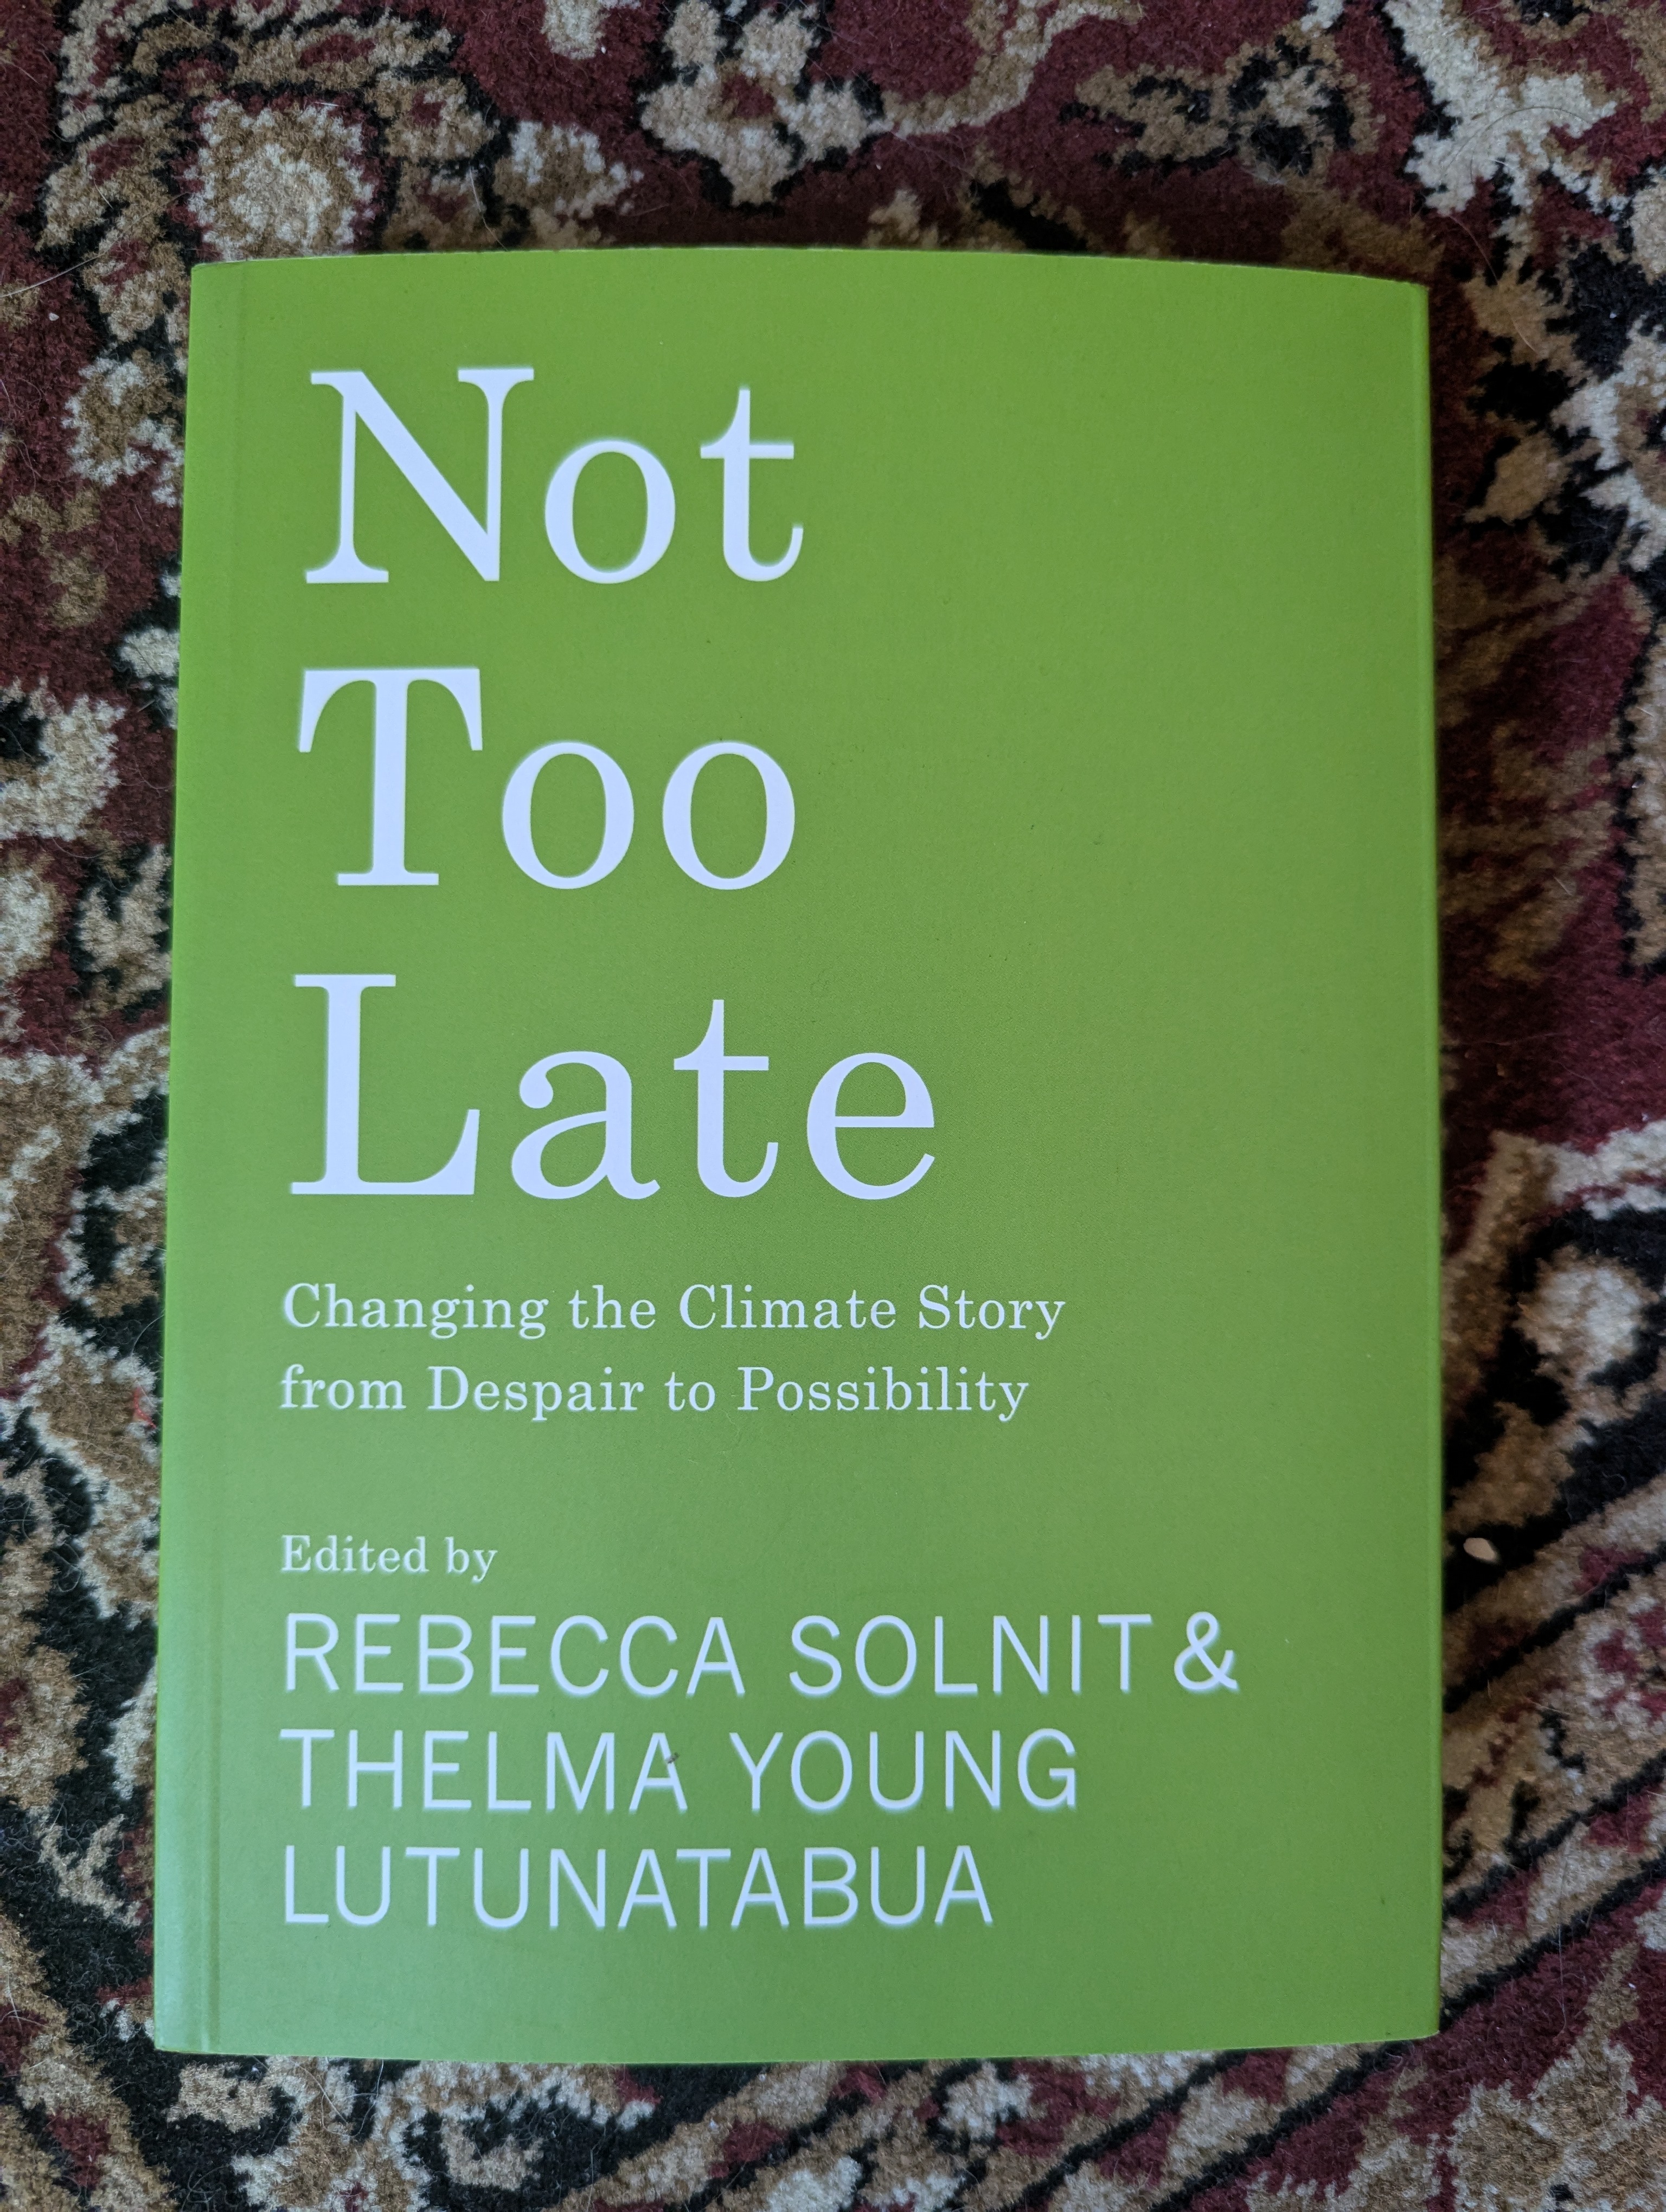 Not
Too
Late
Changing the Climate Story
from Despair to Possibility
Edited by
REBECCA SOLNIT &
THELMA YOUNG
LUTUNATABUA